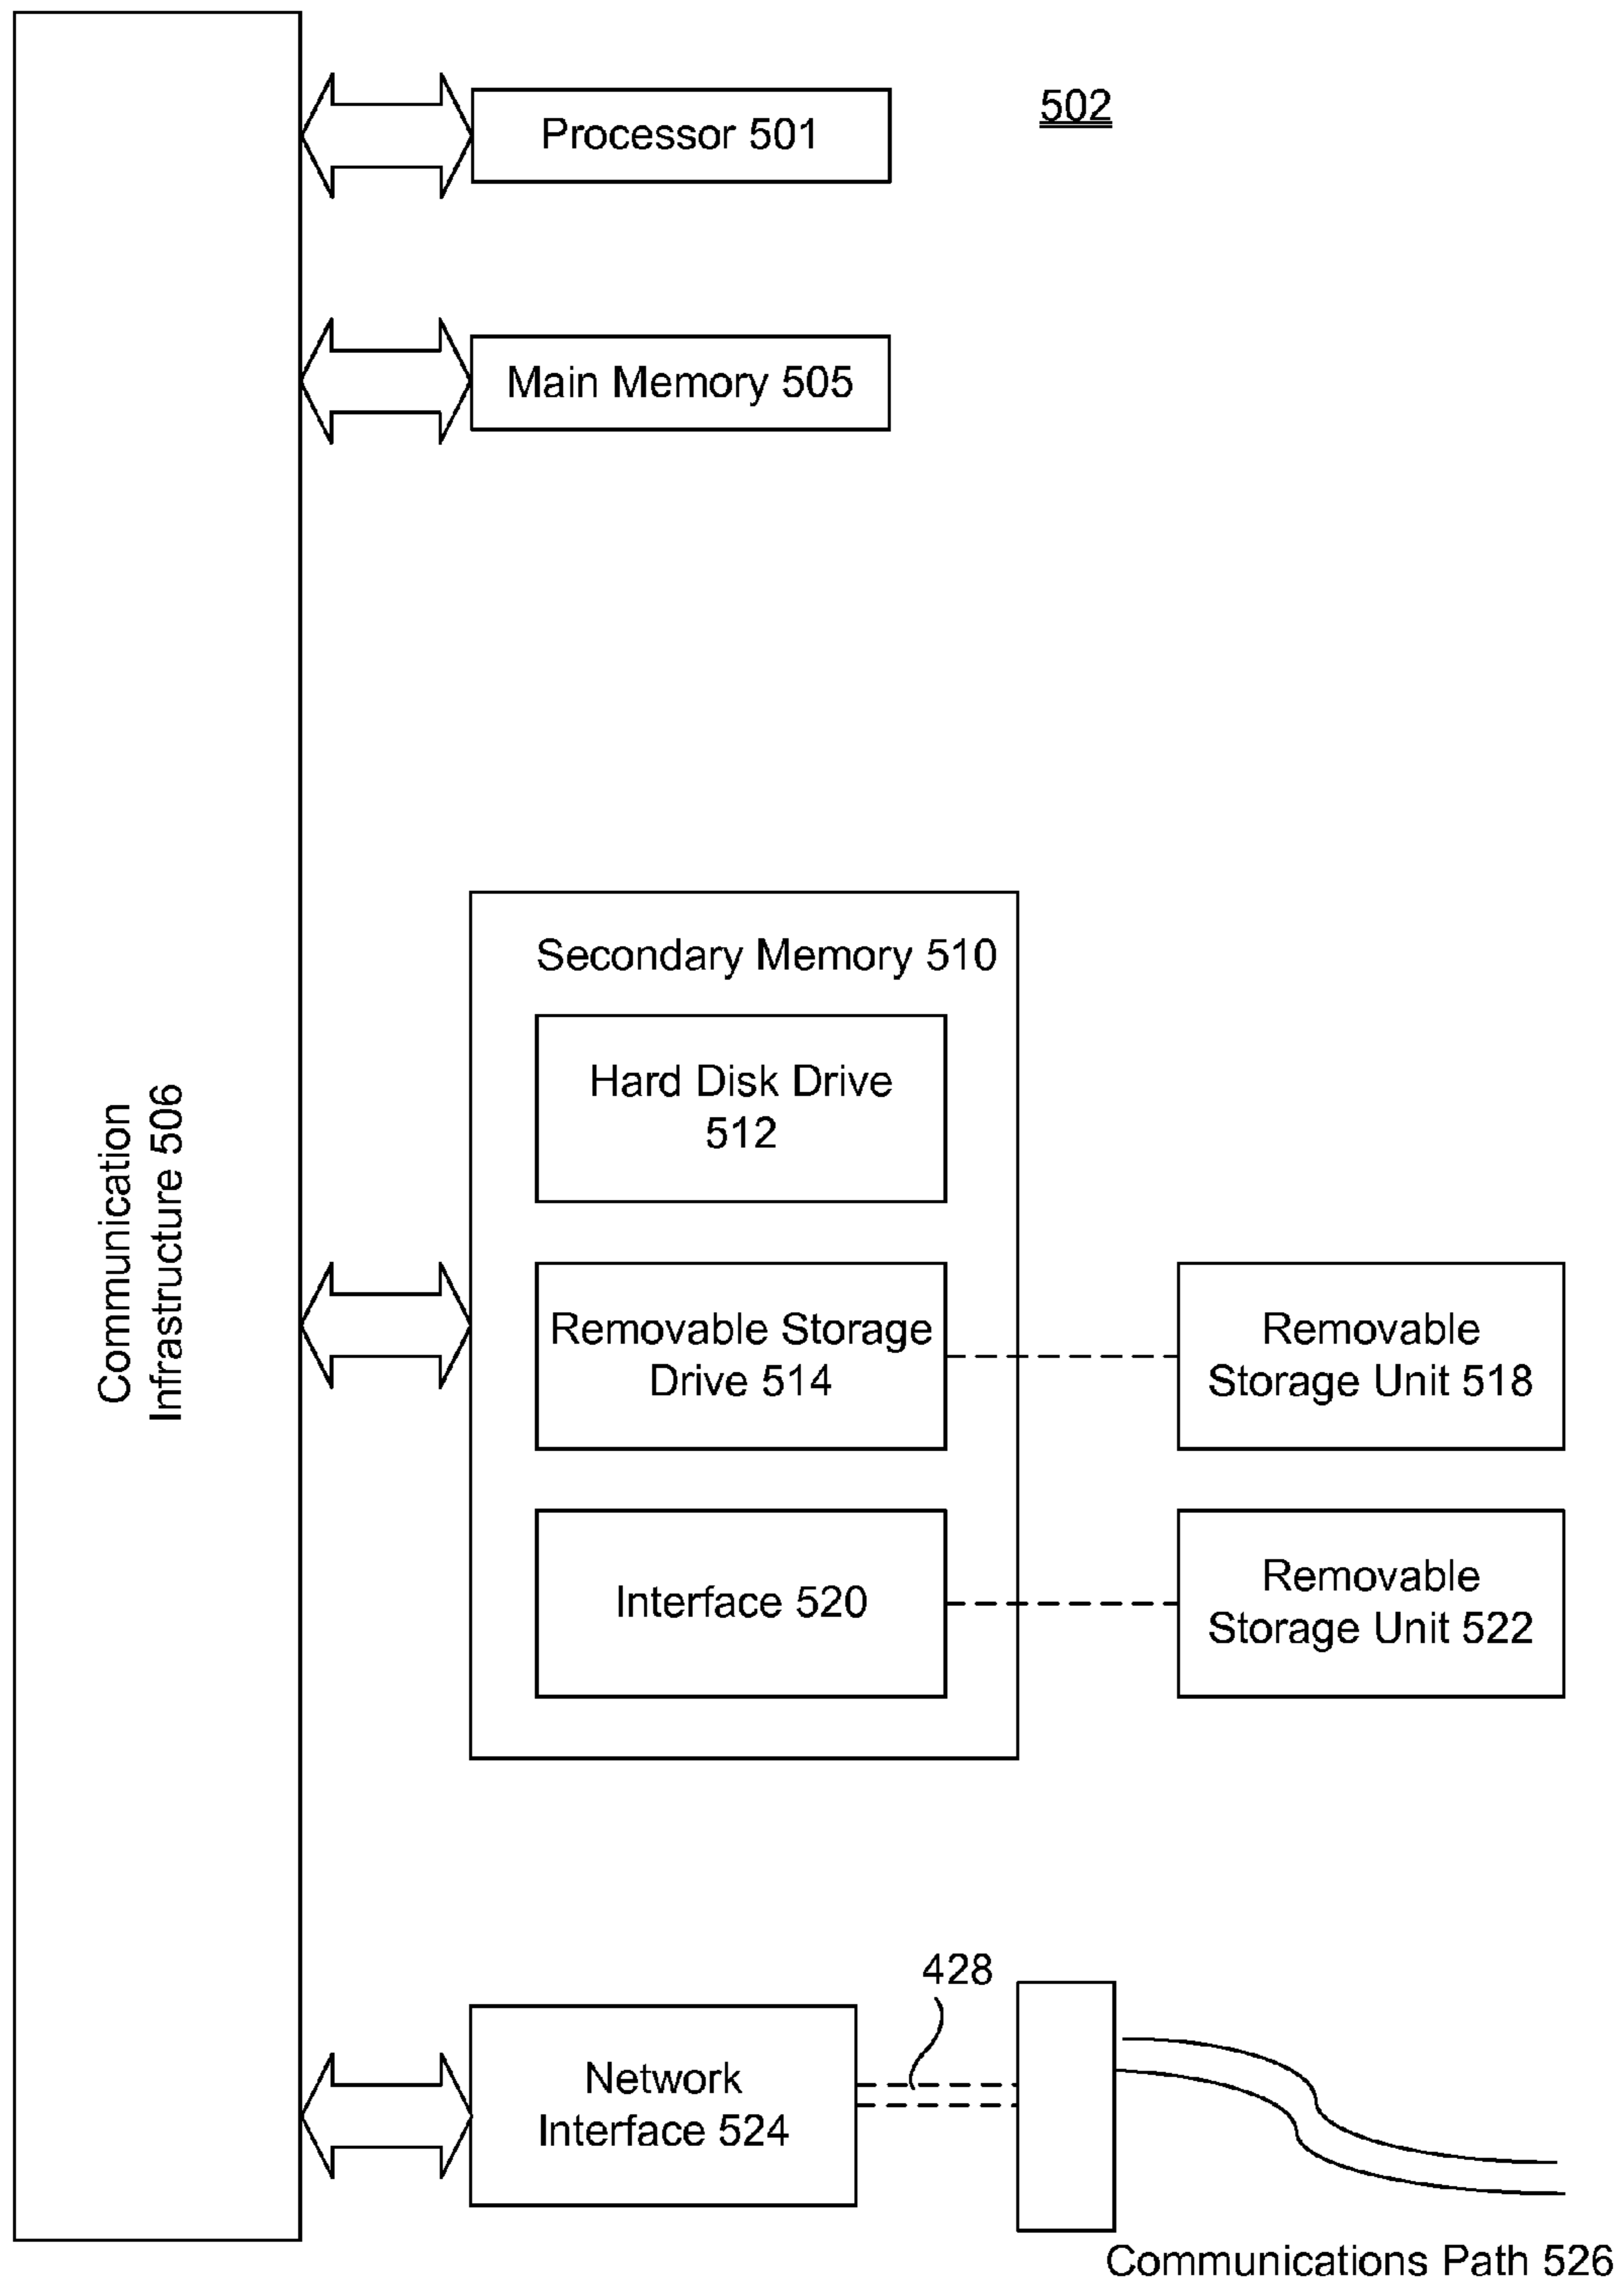 502
Processor 501
Main Memory 505
Communication
Infrastructure 506
Secondary Memory 510
Hard Disk Drive
512
Removable Storage
Drive 514
Removable
Storage Unit 518
Interface 520
Removable
Storage Unit 522
428
Network
Interface 524
Communications Path 526